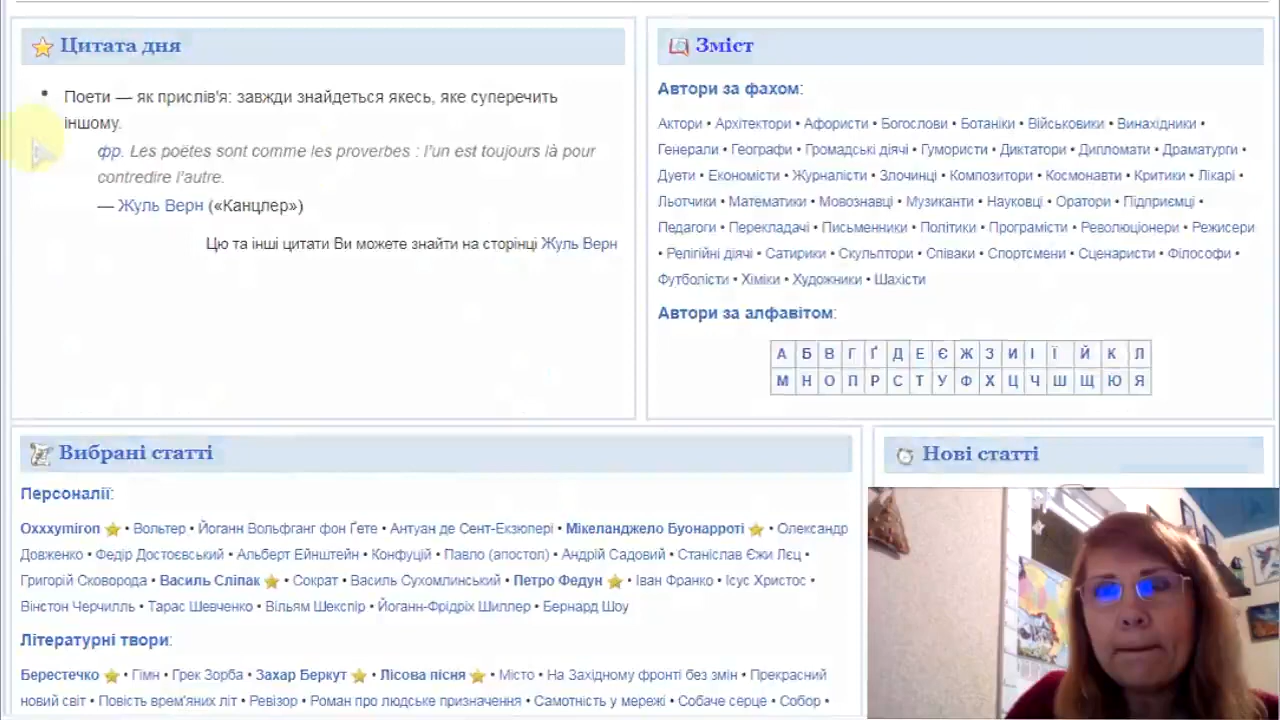 Цитата дня
Поети — як прислів'я: завжди знайдеться якесь, яке суперечить
іншому.
фр. Les poëtes sont comme les proverbes : l’un est toujours là pour
contredire l’autre.
— Жуль Верн («Канцлер»)
Цю та інші цитати Ви можете знайти на сторінці Жуль Верн
Зміст
Автори за фахом:
Актори • Архітектори • Афористи • Богослови • Ботаніки • Військовики • Винахідники •
Генерали • Географи • Громадські діячі • Гумористи • Диктатори • Дипломати • Драматурги •
Дуети • Економісти • Журналісти • Злочинці • Композитори • Космонавти • Критики • Лікарі •
Льотчики • Математики • Мовознавці • Музиканти • Науковці • Оратори • Підприємці •
Педагоги • Перекладачі • Письменники • Політики • Програмісти • Революціонери • Режисери
• Релігійні діячі • Сатирики • Скульптори • Співаки • Спортсмени • Сценаристи • Філософи •
Футболісти • Хіміки • Художники • Шахісти
Автори за алфавітом:
А Б В Г Ґ Д Е Є Ж З И І Ї Й К Л
М Н О П Р С Т У Ф Х Ц Ч Ш Щ Ю Я
Вибрані статті
Персоналії:
Oxxxymiron • Вольтер • Йоганн Вольфганг фон Ґете • Антуан де Сент-Екзюпері • Мікеланджело Буонарроті • Олександр
Довженко • Федір Достоєвський • Альберт Ейнштейн • Конфуцій • Павло (апостол) • Андрій Садовий • Станіслав Єжи Лєц •
Григорій Сковорода • Василь Сліпак • Сократ • Василь Сухомлинський • Петро Федун • Іван Франко • Ісус Христос •
Вінстон Черчилль • Тарас Шевченко • Вільям Шекспір • Йоганн-Фрідріх Шиллер • Бернард Шоу
Літературні твори:
Берестечко • Гімн • Грек Зорба • Захар Беркут • Лісова пісня • Місто • На Західному фронті без змін • Прекрасний
новий світ • Повість врем'яних літ • Ревізор • Роман про людське призначення • Самотність у мережі • Собаче серце • Собор •
Нові статті